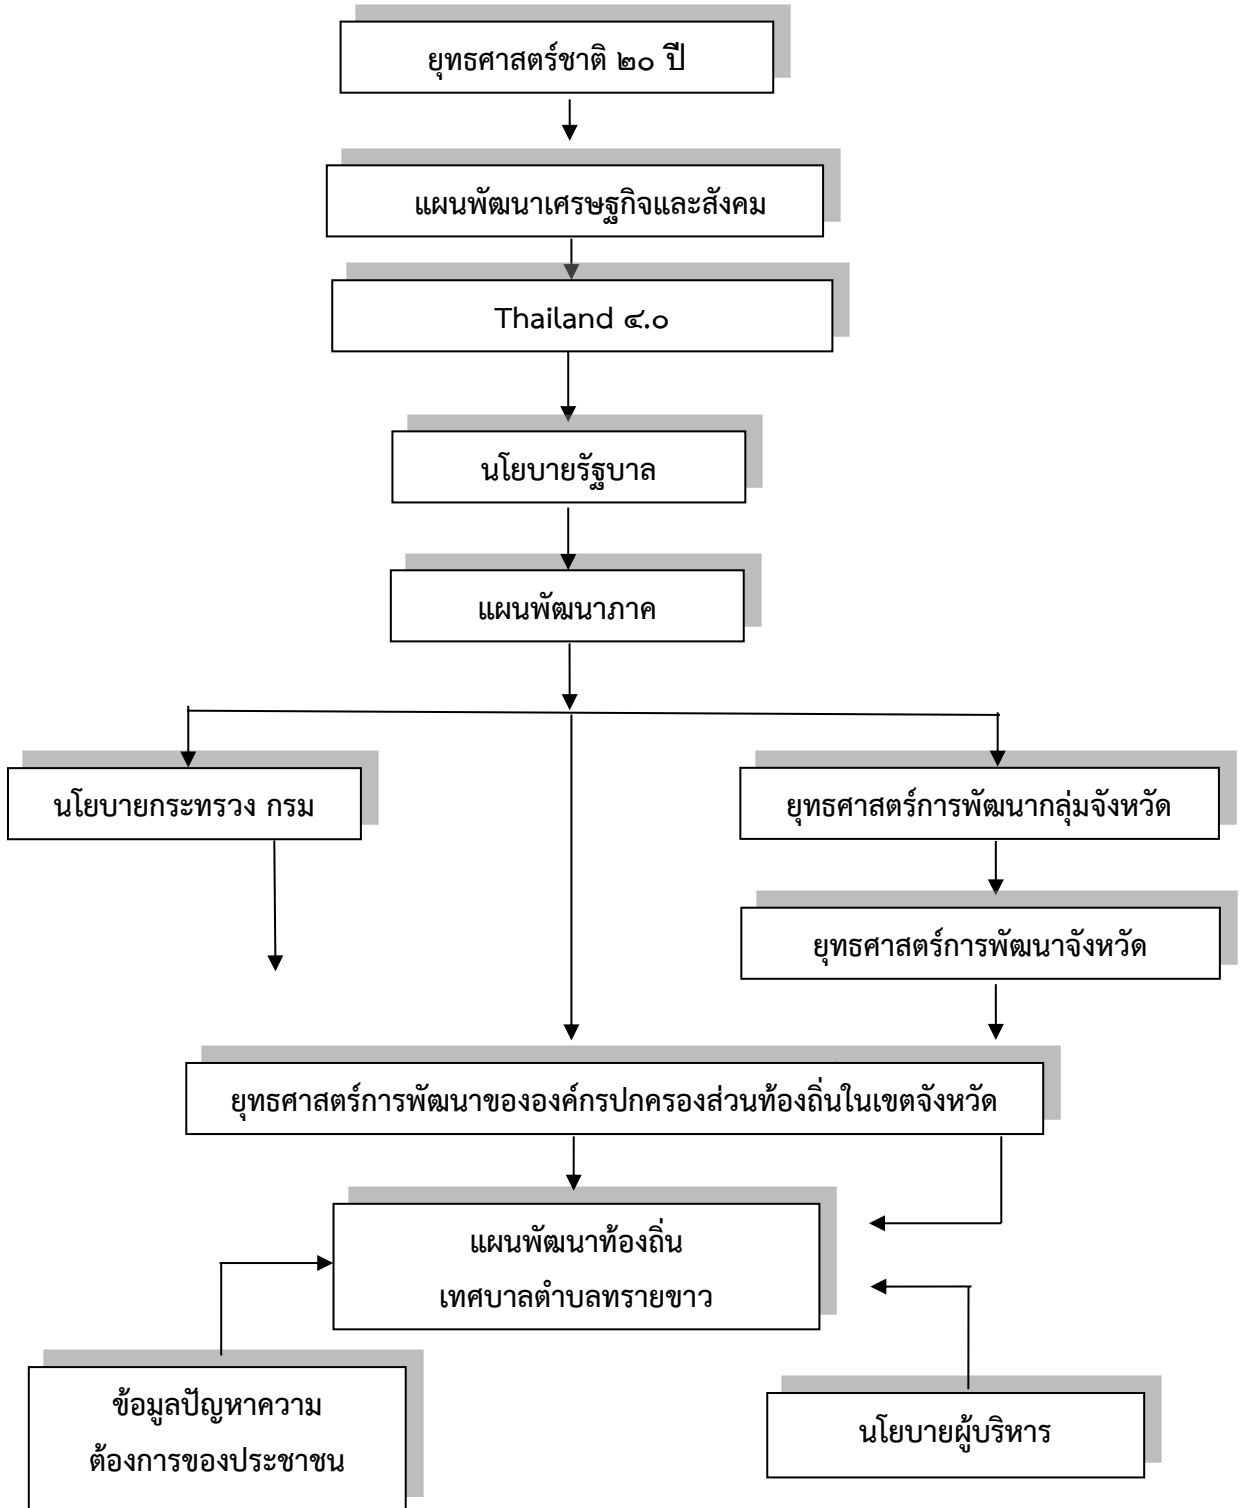 ยุทธศาสตร์ชาติ ๒๐ ปี
แผนพัฒนาเศรษฐกิจและสังคม
Thailand ๔.๐
นโยบายรัฐบาล
แผนพัฒนาภาค
นโยบายกระทรวง กรม
ยุทธศาสตร์การพัฒนากลุ่มจังหวัด
ยุทธศาสตร์การพัฒนาจังหวัด
ยุทธศาสตร์การพัฒนาขององค์กรปกครองส่วนท้องถิ่นในเขตจังหวัด
แผนพัฒนาท้องถิ่น
เทศบาลตำบลทรายขาว
ข้อมูลปัญหาความ
ต้องการของประชาชน
นโยบายผู้บริหาร